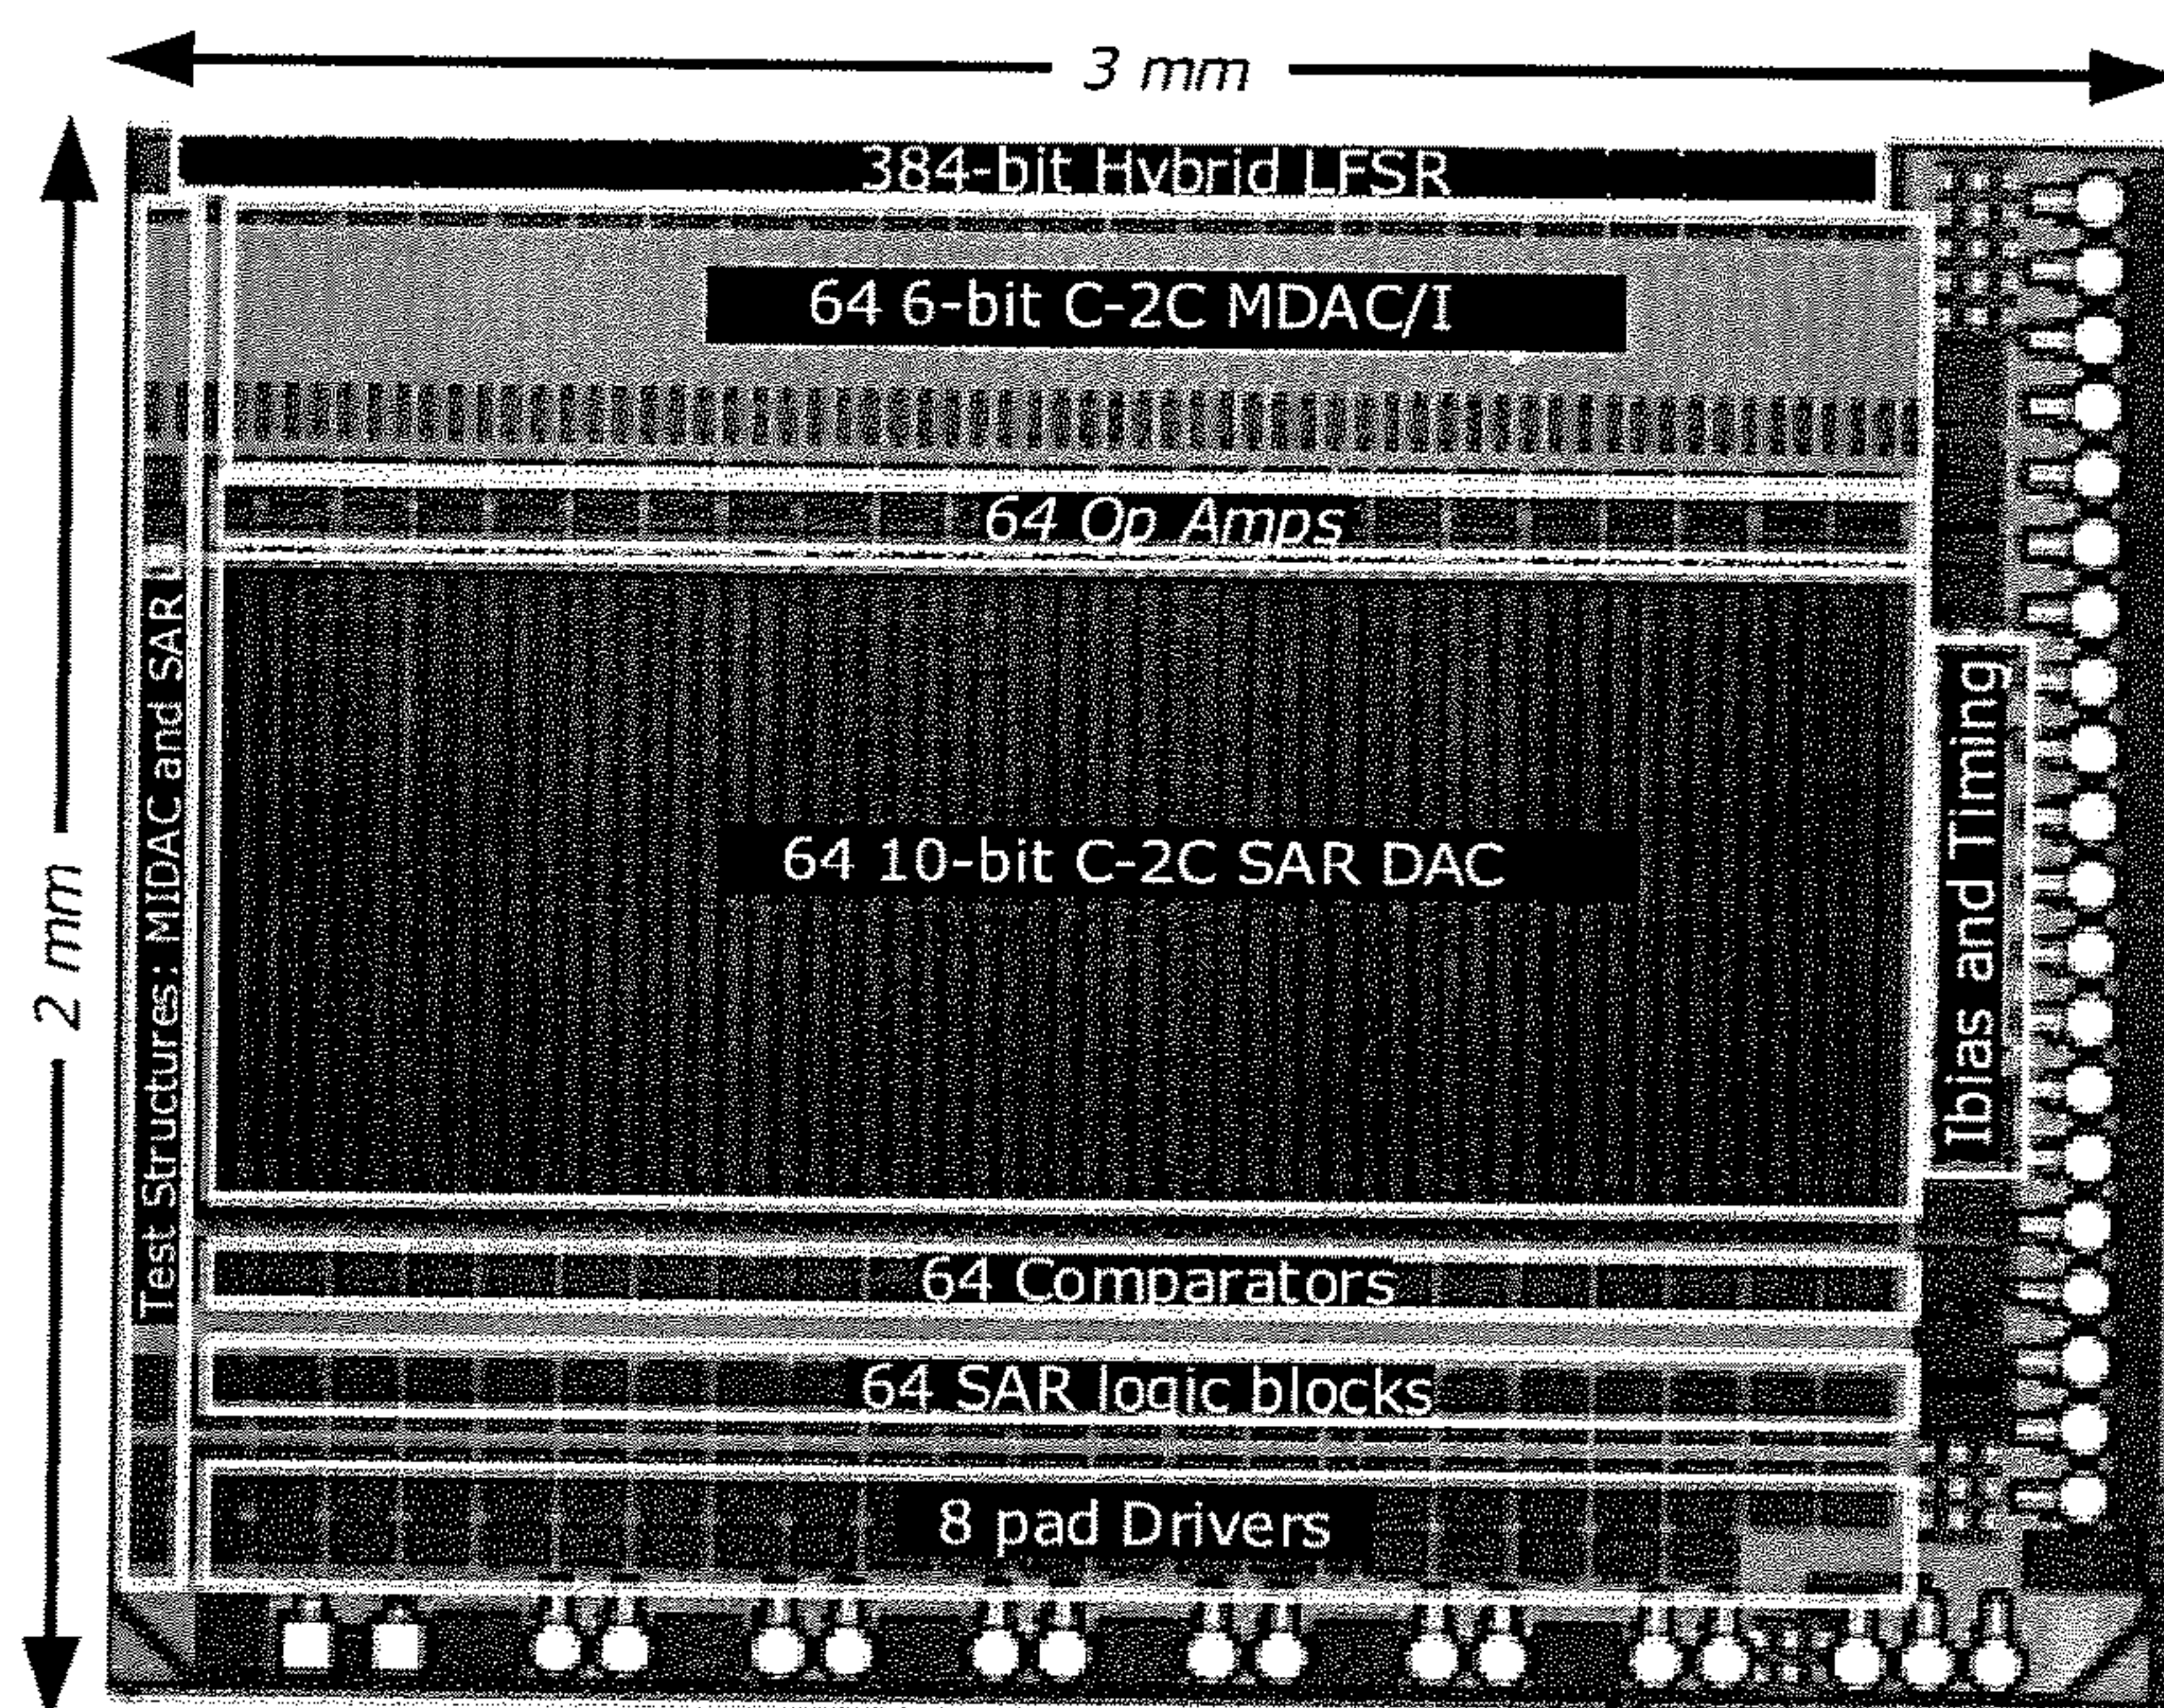 3 mm
384-bit Hybrid LFSR
64 6-bit C-2C MDAC/I
64 Op Amps
2 mm
Test Structures: MIDAC and SAR
64 10-bit C-2C SAR DAC
Ibias and Timing
64 Comparators
64 SAR logic blocks
8 pad Drivers